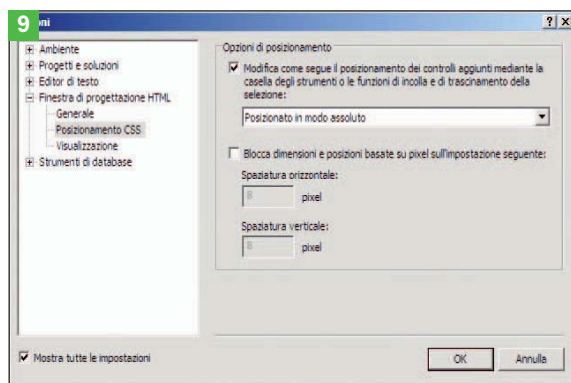 9
oni
Ambiente
Progetti e soluzioni
Editor di testo
Finestra di progettazione HTML
Generale
Posizionamento CSS
Visualizzazione
Strumenti di database
Mostra tutte le impostazioni
Opzioni di posizionamento
Modifica come segue il posizionamento dei controlli aggiunti mediante la
casella degli strumenti o le funzioni di incolla e di trascinamento della
selezione:
Posizionato in modo assoluto
Blocca dimensioni e posizioni basate su pixel sull'impostazione seguente:
Spaziatura orizzontale:
8 pixel
Spaziatura verticale:
8 pixel
OK Annulla